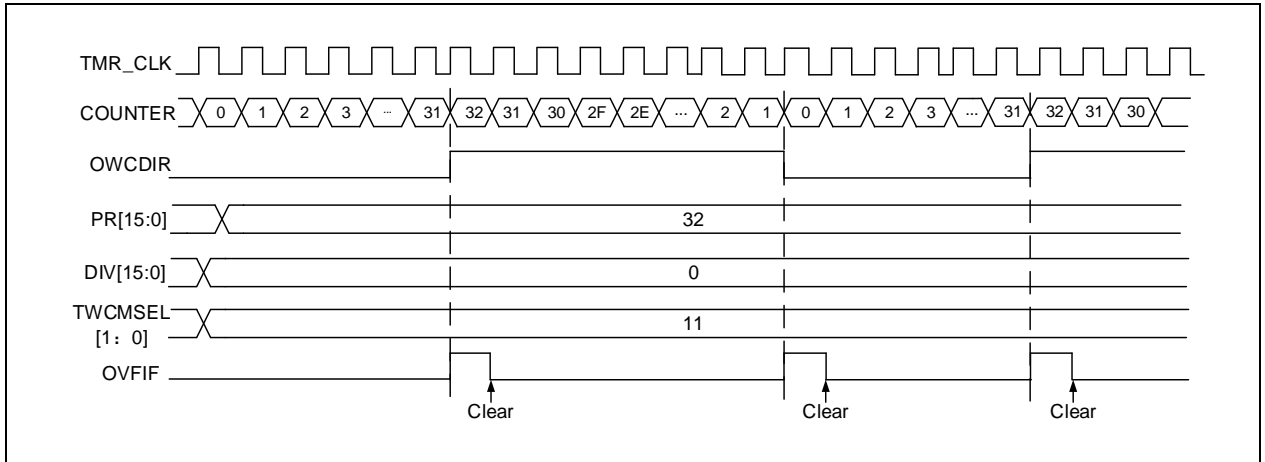 TMR_CLK
COUNTER 0 1 2 3 ... 31 32 31 30 2F 2E ... 2 1 0 1 2 3 ... 31 32 31 30
OWCDIR
PR[15:0] 32
DIV[15:0] 0
TWCMSEL
[1：0] 11
OVFIF
Clear Clear Clear